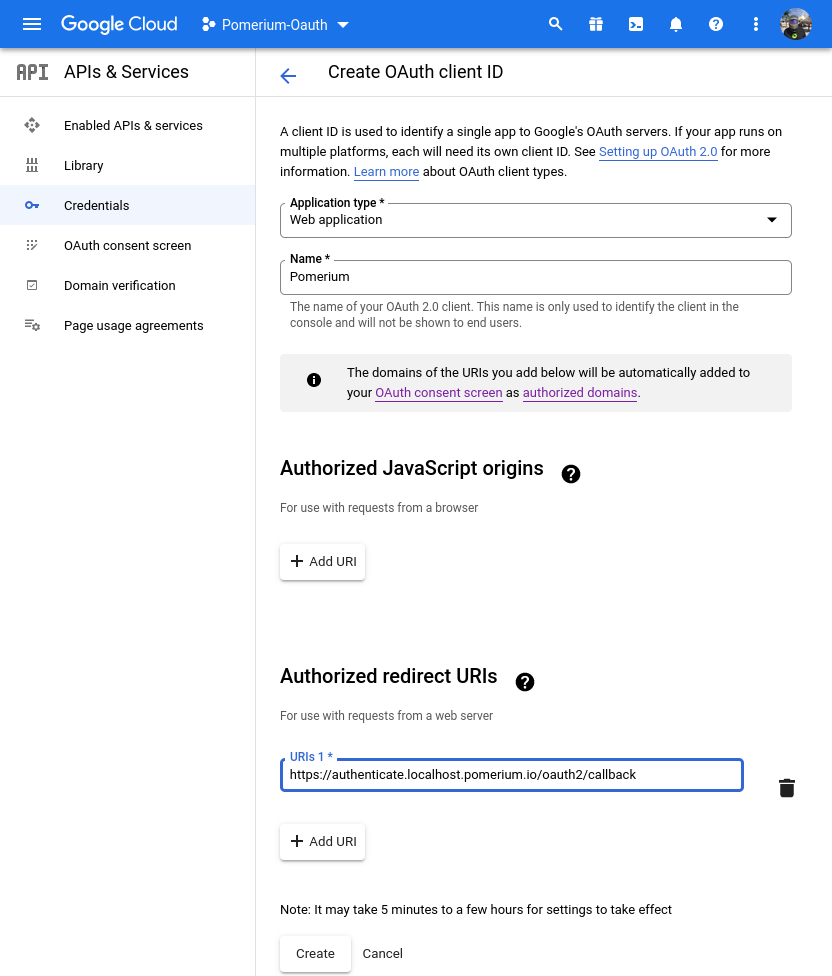 Google Cloud
Pomerium-Oauth
API
APIs & Services
Create OAuth client ID
Enabled APIs & services
Library
Credentials
OAuth consent screen
Domain verification
Page usage agreements
A client ID is used to identify a single app to Google's OAuth servers. If your app runs on
multiple platforms, each will need its own client ID. See Setting up OAuth 2.0 for more
information. Learn more about OAuth client types.
Application type *
Web application
Name *
Pomerium
The name of your OAuth 2.0 client. This name is only used to identify the client in the
console and will not be shown to end users.
The domains of the URIs you add below will be automatically added to
your OAuth consent screen as authorized domains.
Authorized JavaScript origins
For use with requests from a browser
Add URI
Authorized redirect URIs
For use with requests from a web server
URIs 1 *
https://authenticate.localhost.pomerium.io/oauth2/callback
Add URI
Note: It may take 5 minutes to a few hours for settings to take effect
Create
Cancel